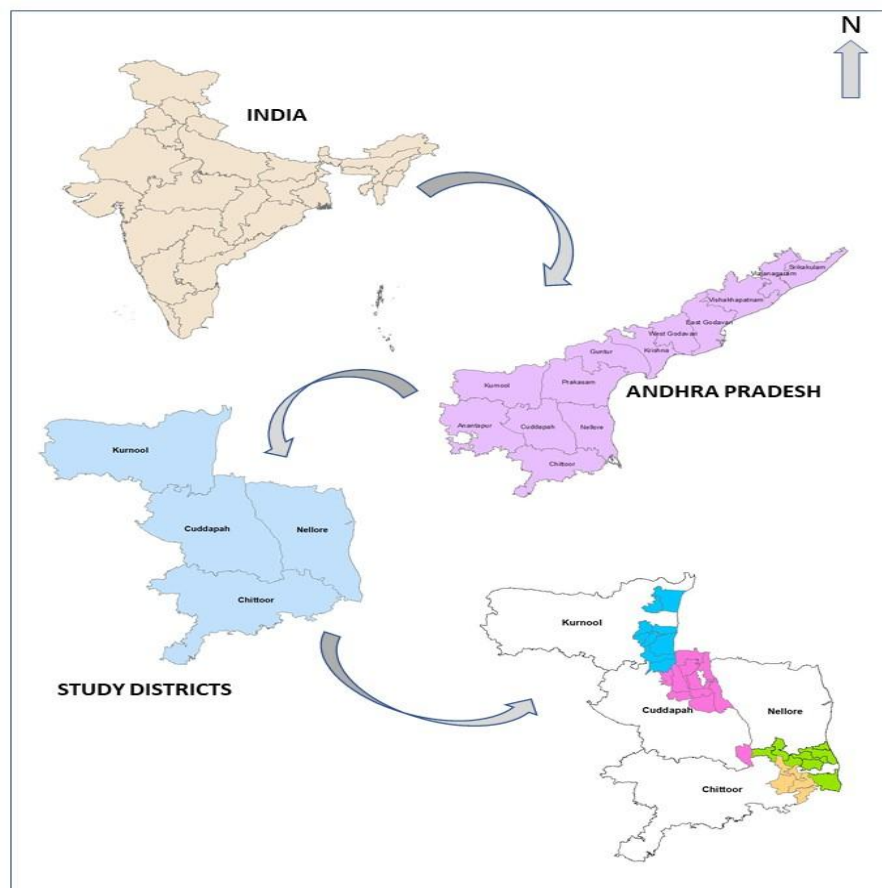 N
INDIA
Vizianagaram
Srikakulam
Vishakhapatnam
East Godavari
West Godavari
Krishna
Guntur
Phakasam
Kurnool
ANDHRA PRADESH
Anantapur
Cuddapah
Nellore
Chittoor
Kurnool
Cuddapah
Nellore
Chittoor
STUDY DISTRICTS
Kurnool
Cuddapah
Nellore
Chittoor